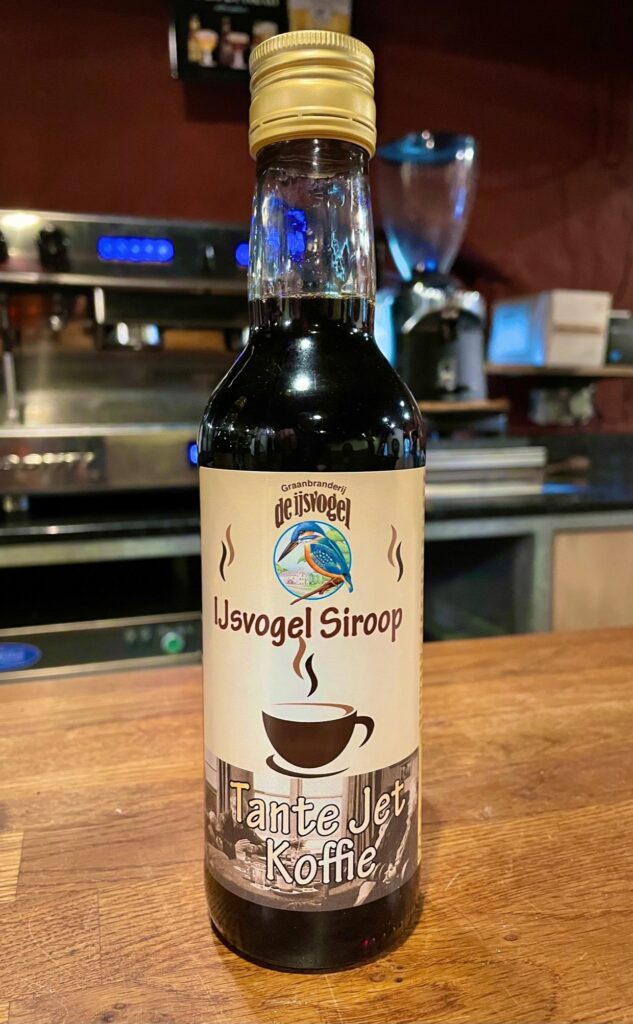 Graanbranderij
de ijsvogel
IJsvogel Siroop
Tante Jet
Koffie